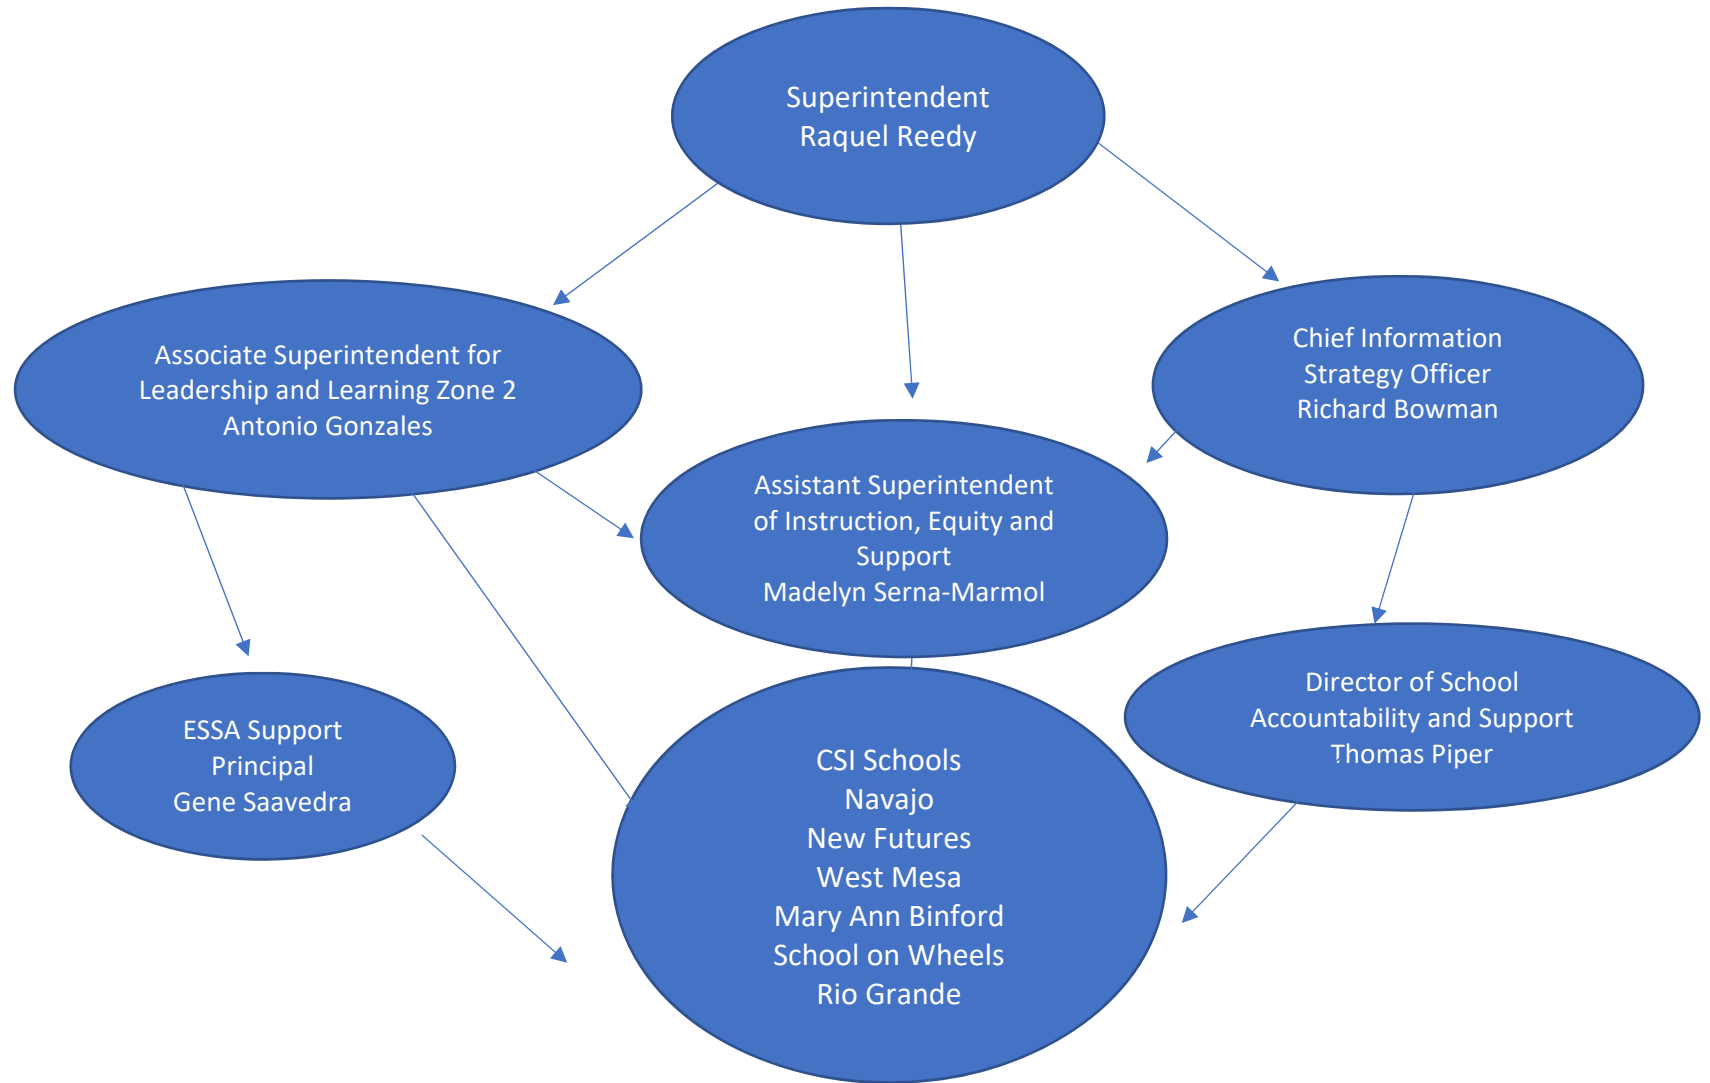 Superintendent
Raquel Reedy
Associate Superintendent for
Leadership and Learning Zone 2
Antonio Gonzales
Chief Information
Strategy Officer
Richard Bowman
Assistant Superintendent
of Instruction, Equity and
Support
Madelyn Serna-Marmol
ESSA Support
Principal
Gene Saavedra
CSI Schools
Navajo
New Futures
West Mesa
Mary Ann Binford
School on Wheels
Rio Grande
Director of School
Accountability and Support
Thomas Piper